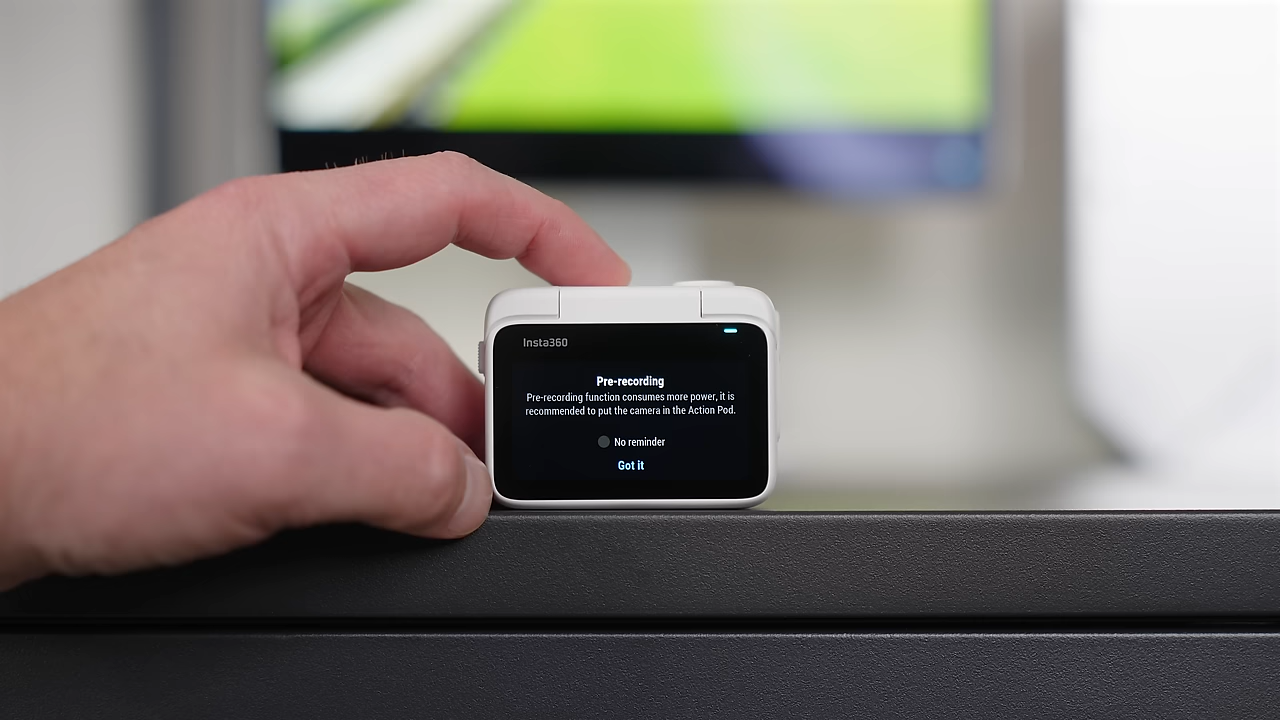 Insta360
Pre-recording
Pre-recording function consumes more power, it is
recommended to put the camera in the Action Pod.
No reminder
Got it